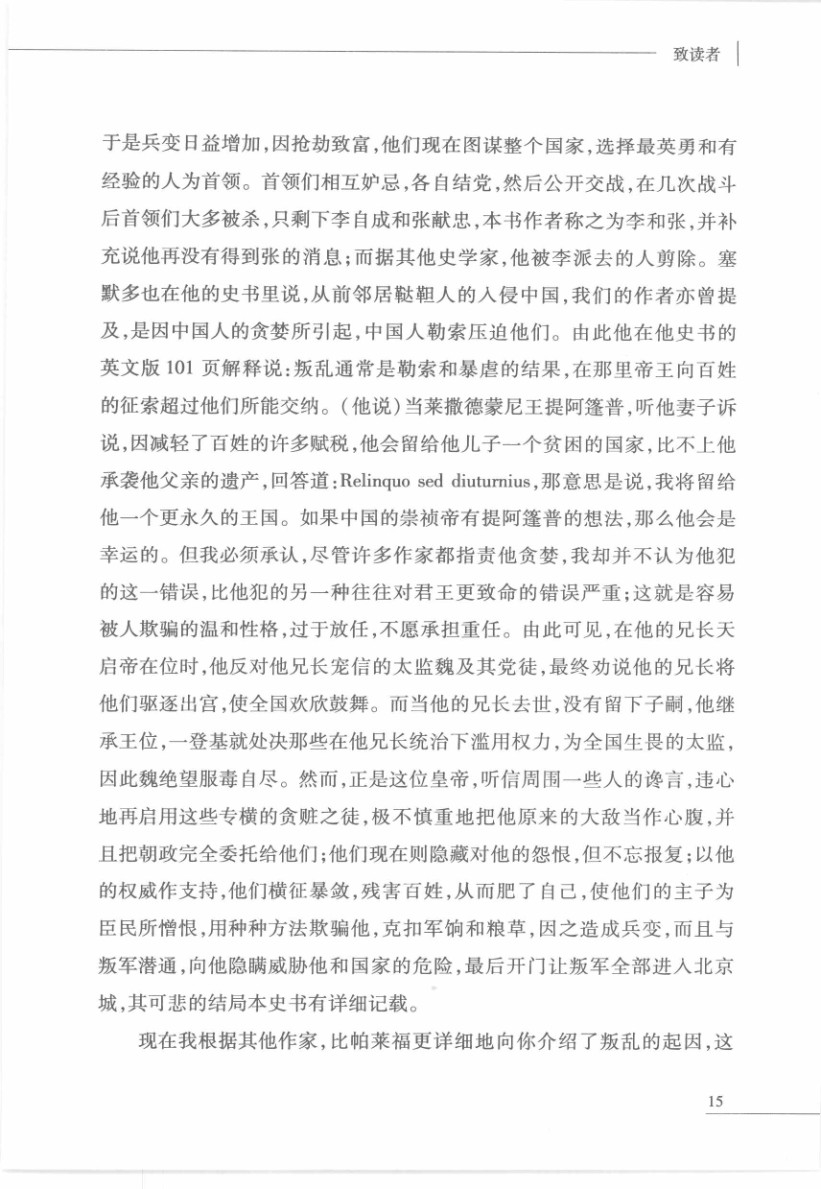 致读者
于是兵变日益增加,因抢劫致富,他们现在图谋整个国家,选择最英勇和有
经验的人为首领。首领们相互妒忌,各自结党,然后公开交战,在几次战斗
后首领们大多被杀,只剩下李自成和张献忠,本书作者称之为李和张,并补
充说他再没有得到张的消息;而据其他史学家,他被李派去的人剪除。塞
默多也在他的史书里说,从前邻居鞑靼人的入侵中国,我们的作者亦曾提
及,是因中国人的贪婪所引起,中国人勒索压迫他们。由此他在他史书的
英文版 101 页解释说:叛乱通常是勒索和暴虐的结果,在那里帝王向百姓
的征索超过他们所能交纳。(他说)当莱撒德蒙尼王提阿篷普,听他妻子诉
说,因减轻了百姓的许多赋税,他会留给他儿子一个贫困的国家,比不上他
承袭他父亲的遗产,回答道:Relinquo sed diuturnius,那意思是说,我将留给
他一个更永久的王国。如果中国的崇祯帝有提阿篷普的想法,那么他会是
幸运的。但我必须承认,尽管许多作家都指责他贪婪,我却并不认为他犯
的这一错误,比他犯的另一种往往对君王更致命的错误严重;这就是容易
被人欺骗的温和性格,过于放任,不愿承担重任。由此可见,在他的兄长天
启帝在位时,他反对他兄长宠信的太监魏及其党徒,最终劝说他的兄长将
他们驱逐出宫,使全国欢欣鼓舞。而当他的兄长去世,没有留下子嗣,他继
承王位,一登基就处决那些在他兄长统治下滥用权力,为全国生畏的太监,
因此魏绝望服毒自尽。然而,正是这位皇帝,听信周围一些人的谗言,违心
地再启用这些专横的贪赃之徒,极不慎重地把他原来的大敌当作心腹,并
且把朝政完全委托给他们;他们现在则隐藏对他的怨恨,但不忘报复;以他
的权威作支持,他们横征暴敛,残害百姓,从而肥了自己,使他们的主子为
臣民所憎恨,用种种方法欺骗他,克扣军饷和粮草,因之造成兵变,而且与
叛军潜通,向他隐瞒威胁他和国家的危险,最后开门让叛军全部进入北京
城,其可悲的结局本史书有详细记载。
现在我根据其他作家,比帕莱福更详细地向你介绍了叛乱的起因,这
15